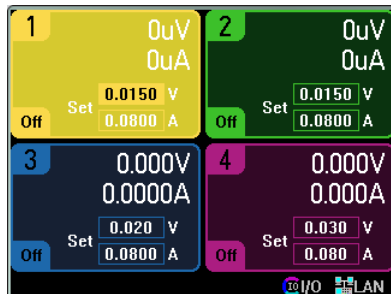 1 0uV
0uA
Set 0.0150 V
Off 0.0800 A
2 0uV
0uA
Set 0.0150 V
Off 0.0800 A
3 0.000V
0.0000A
Set 0.020 V
Off 0.0800 A
4 0.000V
0.000A
Set 0.030 V
Off 0.080 A
IO I/O LAN